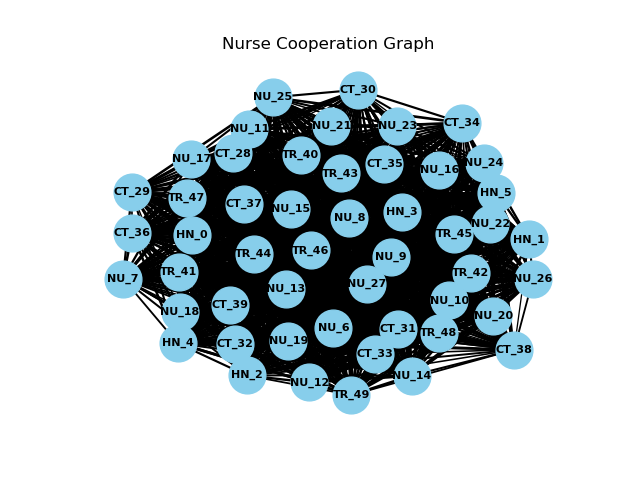 Nurse Cooperation Graph
CT_30
NU_25
CT_34
NU_21
NU_23
NU_11
CT_28
TR_40
NU_17
NU_24
CT_35
NU_16
TR_43
CT_29
HN_5
TR_47
CT_37
NU_15
HN_3
NU_8
NU_22
CT_36
HN_0
TR_45
HN_1
TR_46
TR_44
NU_9
TR_41
TR_42
NU_7
NU_26
NU_27
NU_13
NU_10
CT_39
NU_18
NU_20
NU_6
CT_31
TR_48
NU_19
HN_4
CT_32
CT_38
CT_33
HN_2
NU_14
NU_12
TR_49